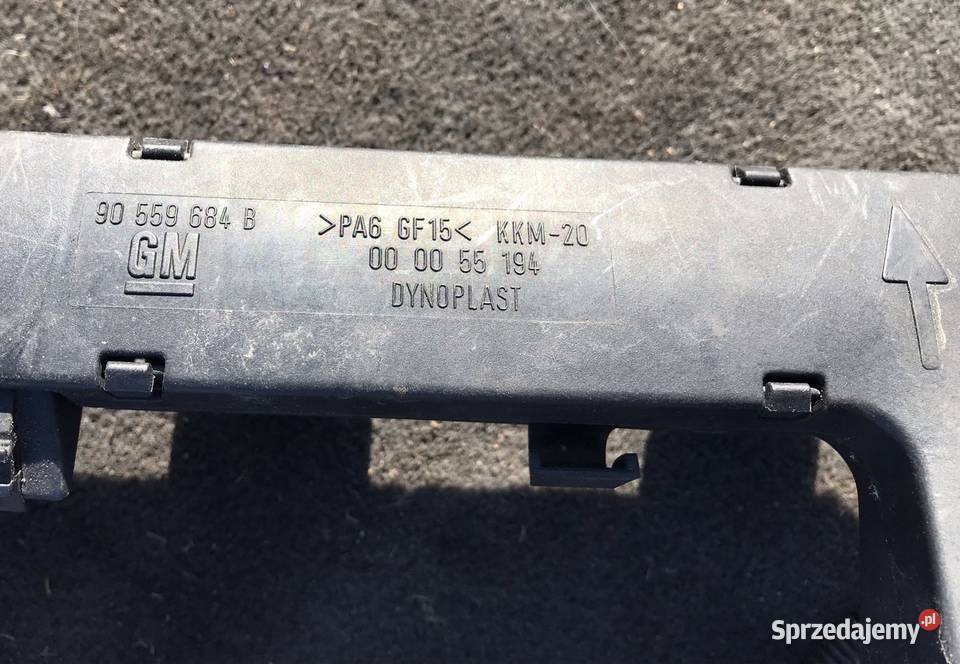 90 559 684 B >PA6 GF15< KKM-20
GM
00 00 55 194
DYNOPLAST
Sprzedajemy.pl